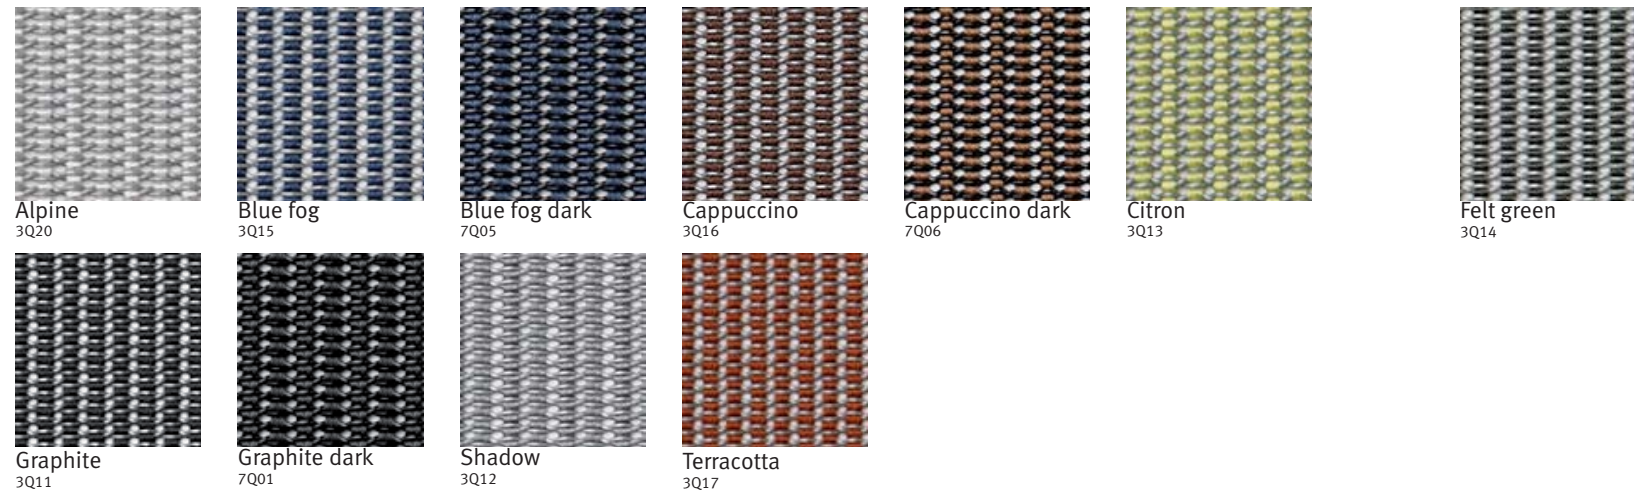 Alpine
3Q20
Blue fog
3Q15
Blue fog dark
7Q05
Cappuccino
3Q16
Cappuccino dark
7Q06
Citron
3Q13
Felt green
3Q14
Graphite
3Q11
Graphite dark
7Q01
Shadow
3Q12
Terracotta
3Q17